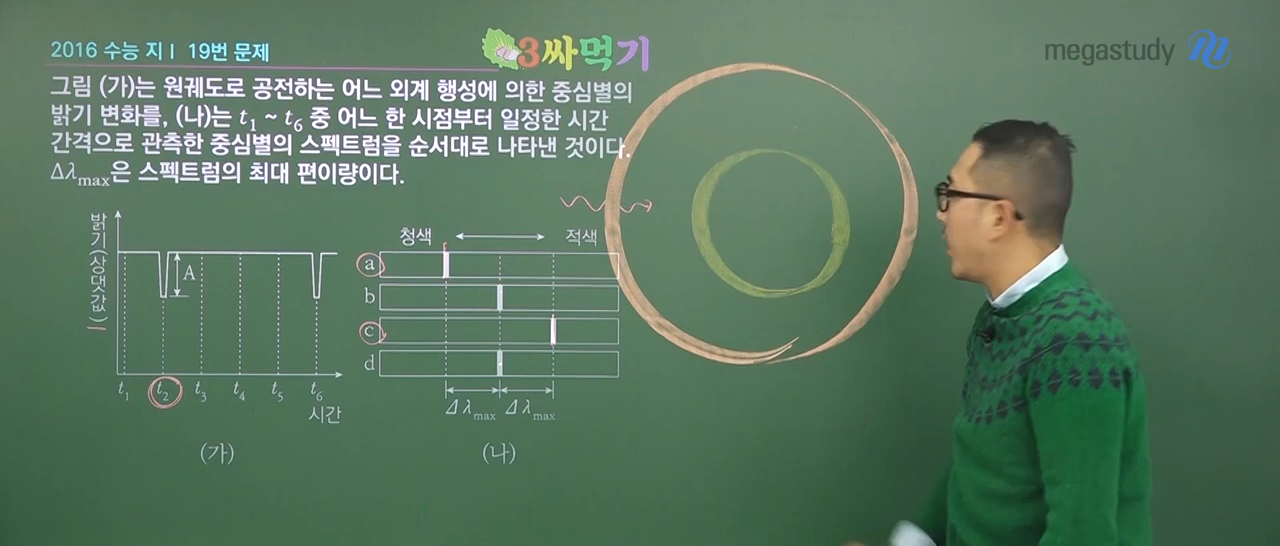 2016 수능 지Ⅰ 19번 문제
3싸먹기
megastudy
그림 (가)는 원궤도로 공전하는 어느 외계 행성에 의한 중심별의
밝기 변화를, (나)는 t₁ ~ t₆ 중 어느 한 시점부터 일정한 시간
간격으로 관측한 중심별의 스펙트럼을 순서대로 나타낸 것이다.
Δλmax은 스펙트럼의 최대 편이량이다.
밝기(상댓값)
A
t₁ t₂ t₃ t₄ t₅ t₆
시간
(가)
청색 적색
a
b
c
d
Δλmax Δλmax
(나)